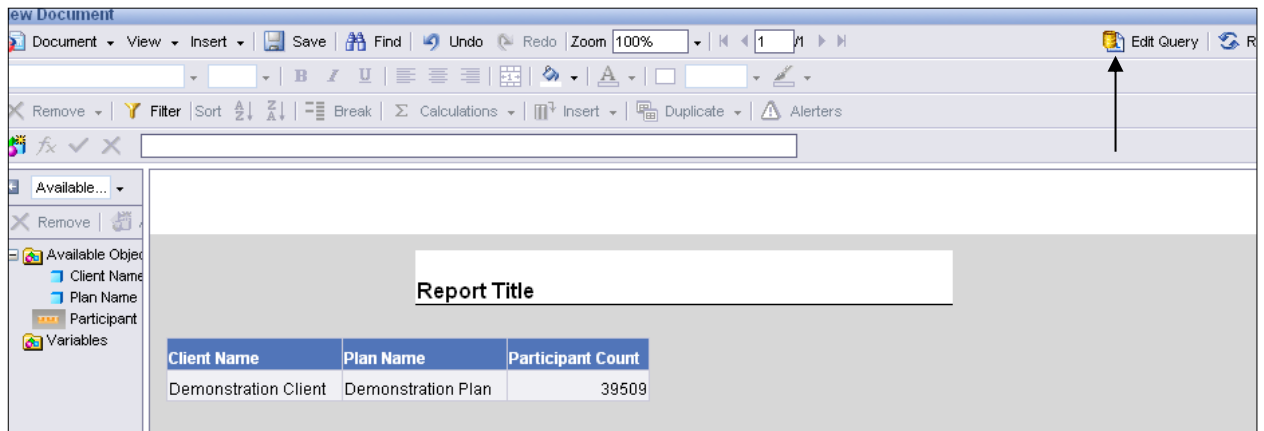 ew Document
Document View Insert Save Find Undo Redo Zoom 100% 1 /1 Edit Query R
B I U A
Remove Filter Sort Break Σ Calculations Insert Duplicate Alerters
fx
Available...
Remove
Available Objec
Client Name
Plan Name
Participant
Variables
Report Title
Client Name Plan Name Participant Count
Demonstration Client Demonstration Plan 39509